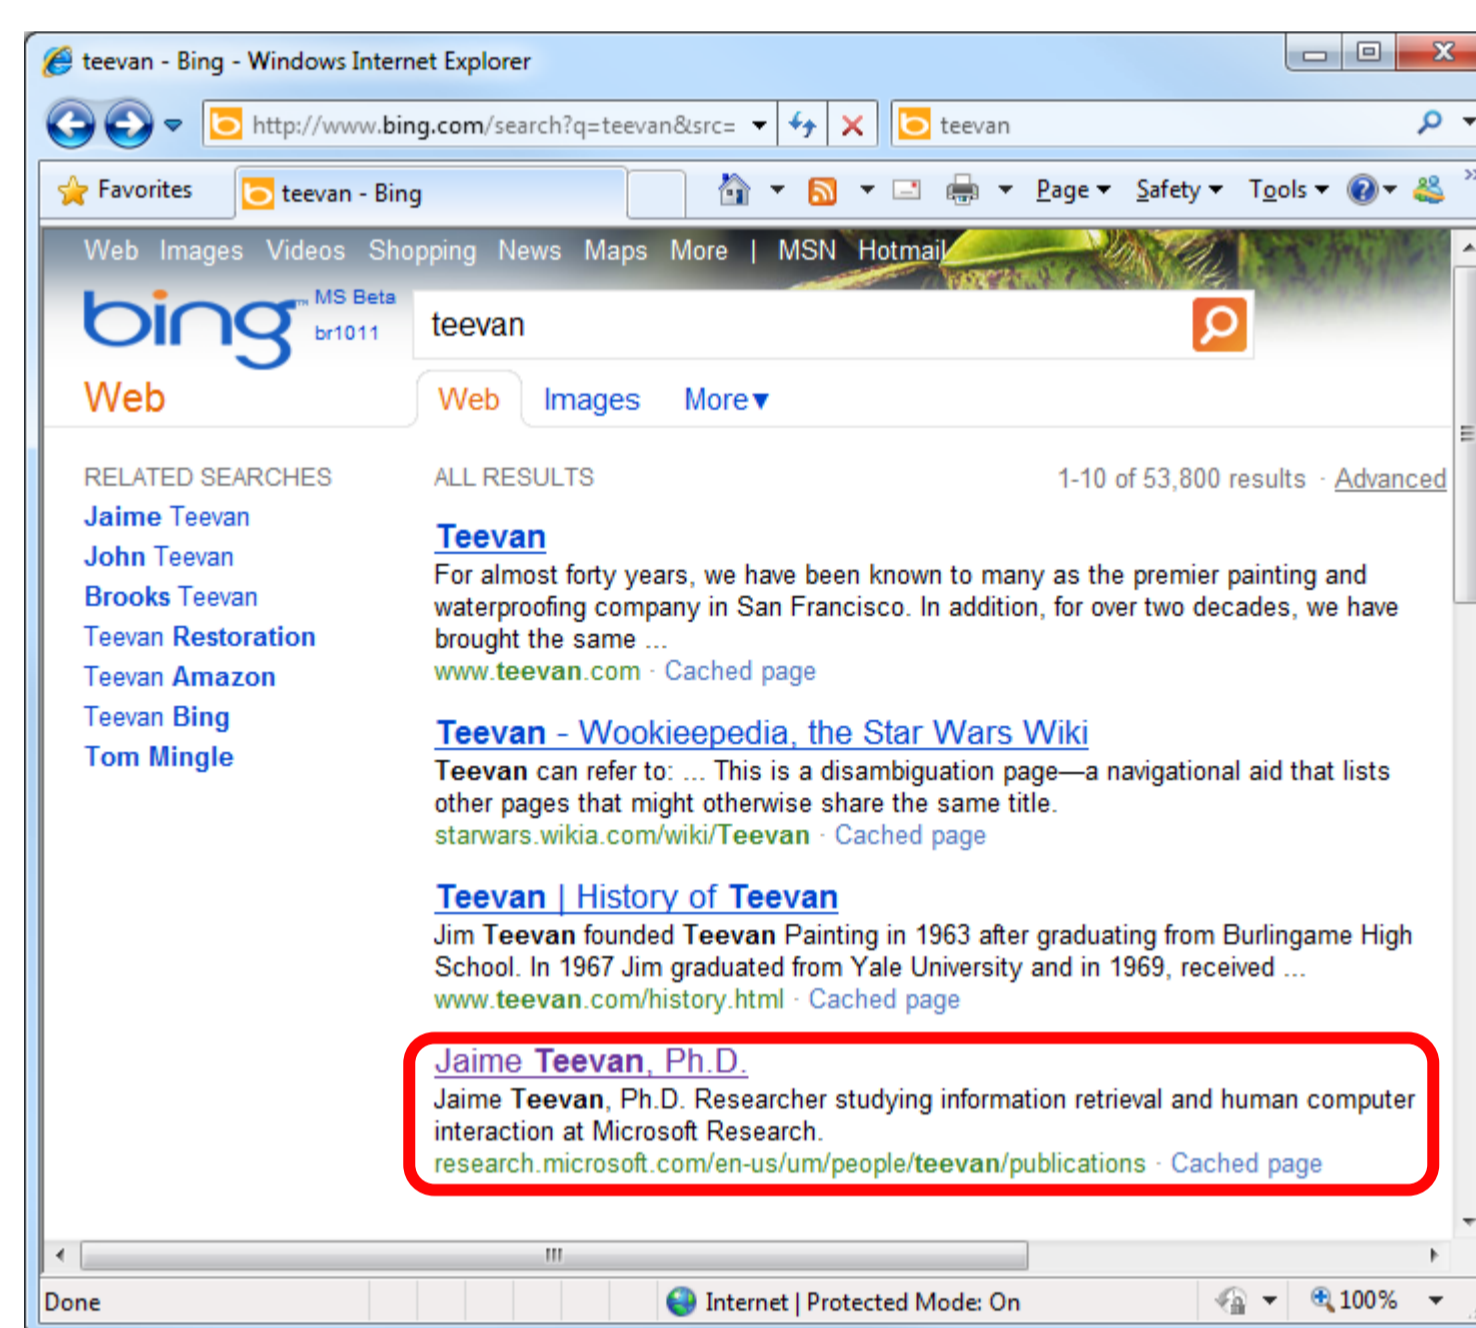 teevan - Bing - Windows Internet Explorer
http://www.bing.com/search?q=teevan&src=
teevan
Favorites
teevan - Bing
Page
Safety
Tools
Web Images Videos Shopping News Maps More | MSN Hotmail
bing
MS Beta
br1011
teevan
Web
Web Images More
RELATED SEARCHES
Jaime Teevan
John Teevan
Brooks Teevan
Teevan Restoration
Teevan Amazon
Teevan Bing
Tom Mingle
ALL RESULTS
1-10 of 53,800 results · Advanced
Teevan
For almost forty years, we have been known to many as the premier painting and
waterproofing company in San Francisco. In addition, for over two decades, we have
brought the same ...
www.teevan.com · Cached page
Teevan - Wookieepedia, the Star Wars Wiki
Teevan can refer to: ... This is a disambiguation page—a navigational aid that lists
other pages that might otherwise share the same title.
starwars.wikia.com/wiki/Teevan · Cached page
Teevan | History of Teevan
Jim Teevan founded Teevan Painting in 1963 after graduating from Burlingame High
School. In 1967 Jim graduated from Yale University and in 1969, received ...
www.teevan.com/history.html · Cached page
Jaime Teevan, Ph.D.
Jaime Teevan, Ph.D. Researcher studying information retrieval and human computer
interaction at Microsoft Research.
research.microsoft.com/en-us/um/people/teevan/publications · Cached page
Done
Internet | Protected Mode: On
100%